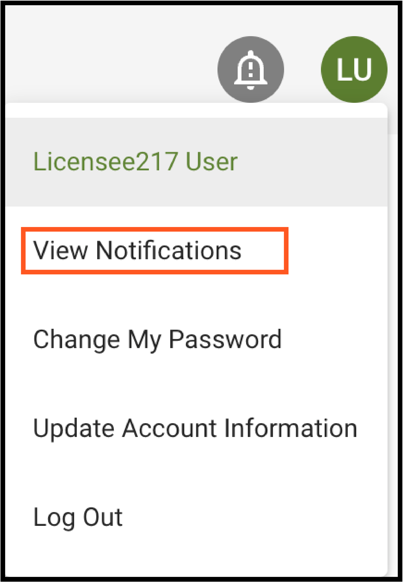 LU
Licensee217 User
View Notifications
Change My Password
Update Account Information
Log Out